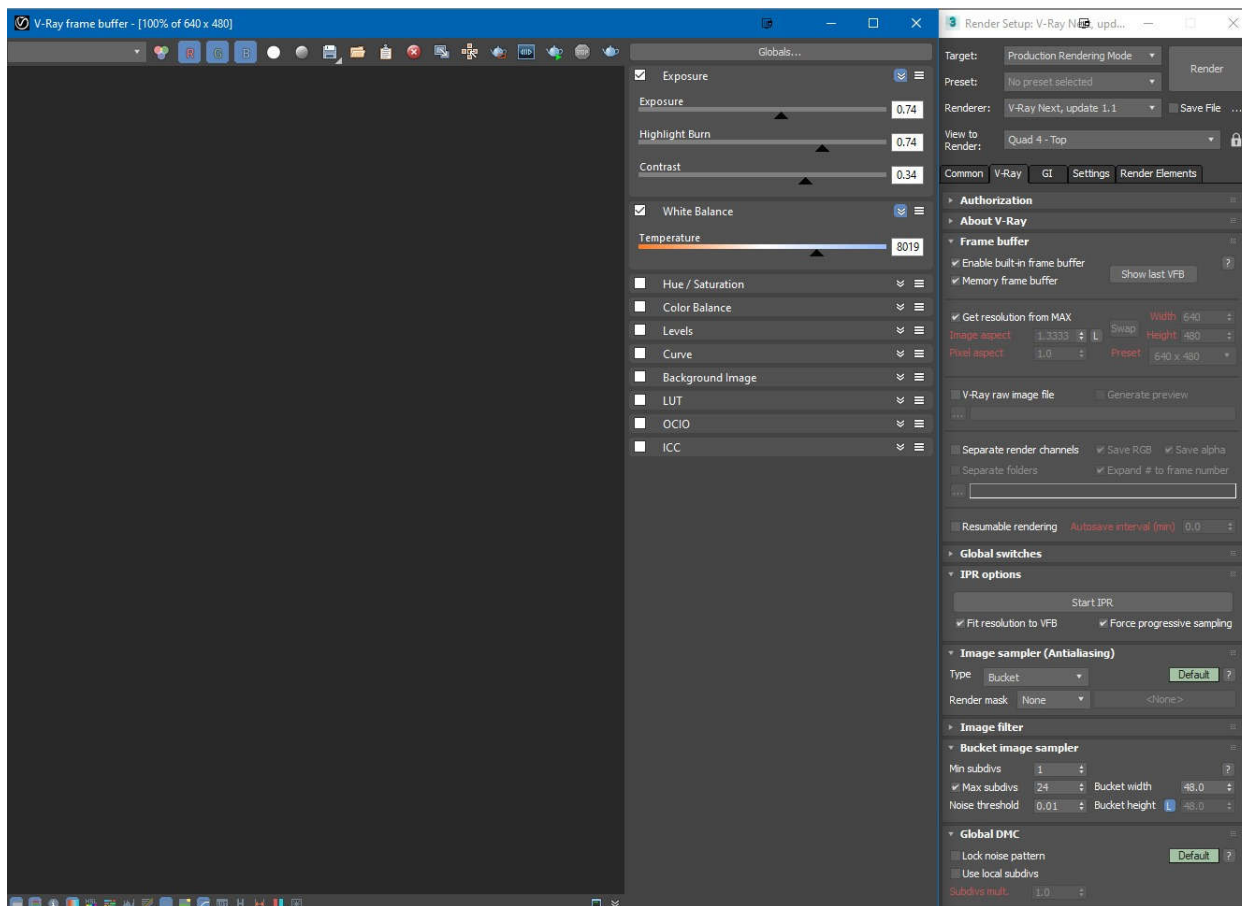 V-Ray frame buffer - [100% of 640 x 480]
R G B
Globals...
Exposure
Exposure
0.74
Highlight Burn
0.74
Contrast
0.34
White Balance
Temperature
8019
Hue / Saturation
Color Balance
Levels
Curve
Background Image
LUT
OCIO
ICC
3 Render Setup: V-Ray Next, upd...
Target: Production Rendering Mode
Render
Preset: No preset selected
Renderer: V-Ray Next, update 1.1 Save File ...
View to
Render: Quad 4 - Top
Common V-Ray GI Settings Render Elements
Authorization
About V-Ray
Frame buffer
Enable built-in frame buffer ?
Memory frame buffer Show last VFB
Get resolution from MAX Width 640
Image aspect 1.3333 L Swap Height 480
Pixel aspect 1.0 Preset 640 x 480
V-Ray raw image file Generate preview
...
Separate render channels Save RGB Save alpha
Separate folders Expand # to frame number
...
Resumable rendering Autosave interval (min) 0.0
Global switches
IPR options
Start IPR
Fit resolution to VFB Force progressive sampling
Image sampler (Antialiasing)
Type Bucket Default ?
Render mask None <None>
Image filter
Bucket image sampler
Min subdivs 1 ?
Max subdivs 24 Bucket width 48.0
Noise threshold 0.01 Bucket height L 48.0
Global DMC
Lock noise pattern Default ?
Use local subdivs
Subdivs mult. 1.0